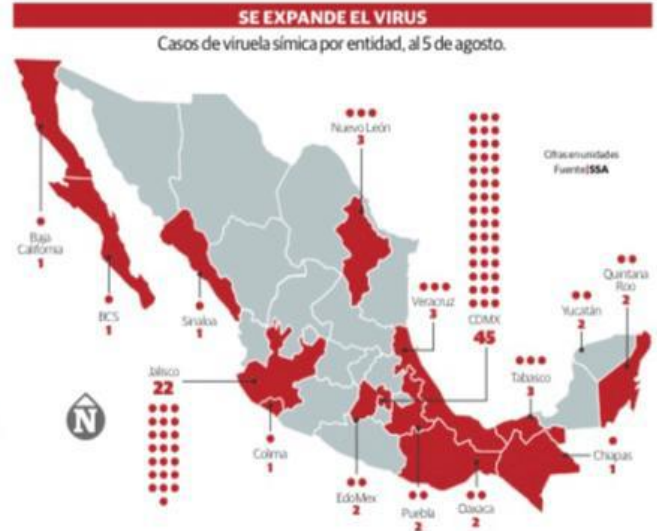 SE EXPANDE EL VIRUS
Casos de viruela símica por entidad, al 5 de agosto.
Nuevo León
3
Cifras en unidades
Fuente|SSA
Baja
California
1
BCS
1
Sinaloa
1
Veracruz
3
CDMX
45
Quintana
Roo
2
Yucatán
2
Jalisco
22
Tabasco
3
N
Colima
1
EdoMex
2
Puebla
2
Oaxaca
2
Chiapas
1